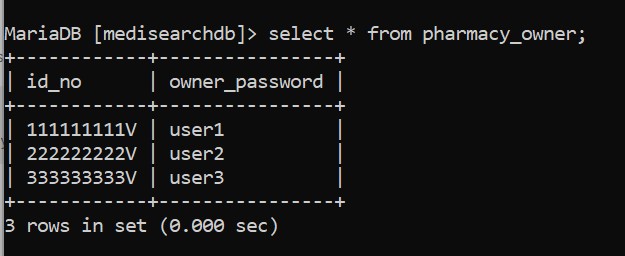 MariaDB [medisearchdb]> select * from pharmacy_owner;
+------------+----------------+
| id_no      | owner_password |
+------------+----------------+
| 111111111V | user1          |
| 222222222V | user2          |
| 333333333V | user3          |
+------------+----------------+
3 rows in set (0.000 sec)